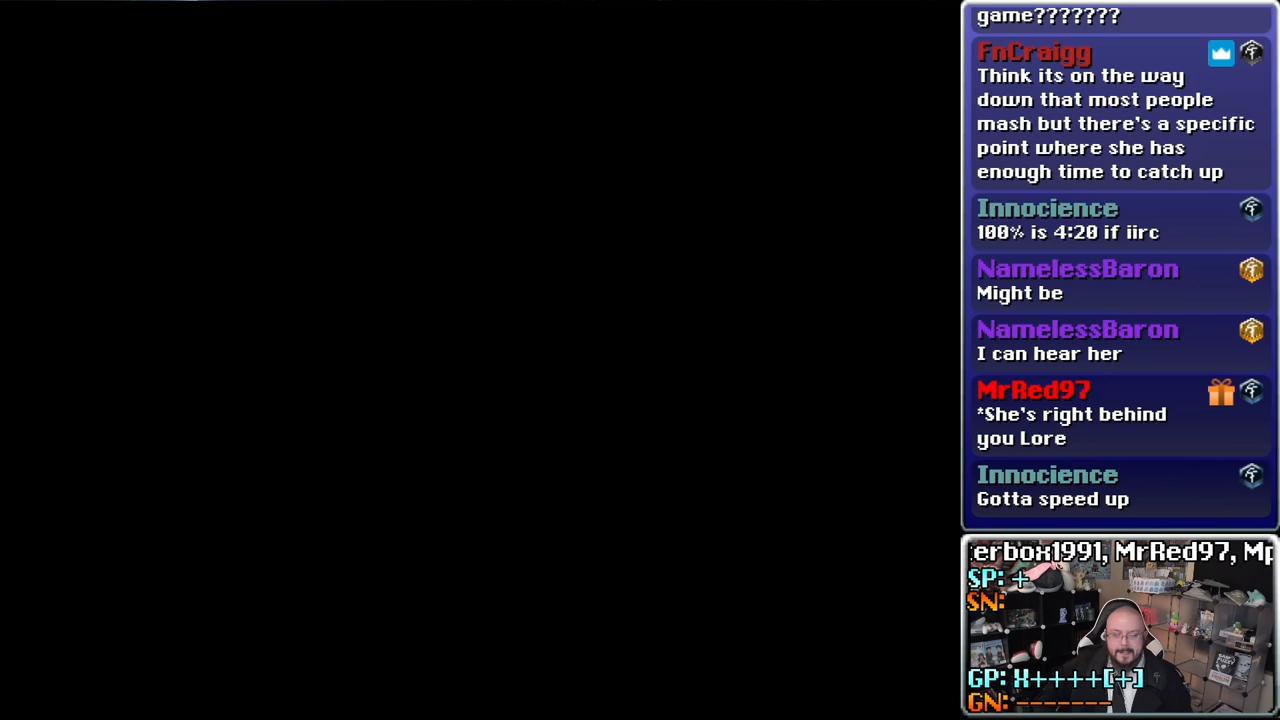 game???????
FnCraigg
Think its on the way
down that most people
mash but there's a specific
point where she has
enough time to catch up
Innocience
100% is 4:20 if iirc
NamelessBaron
Might be
NamelessBaron
I can hear her
MrRed97
*She's right behind
you Lore
Innocience
Gotta speed up
erbox1991, MrRed97, Mp
SP: +
SN:
GP: X++++[+]
GN: -------